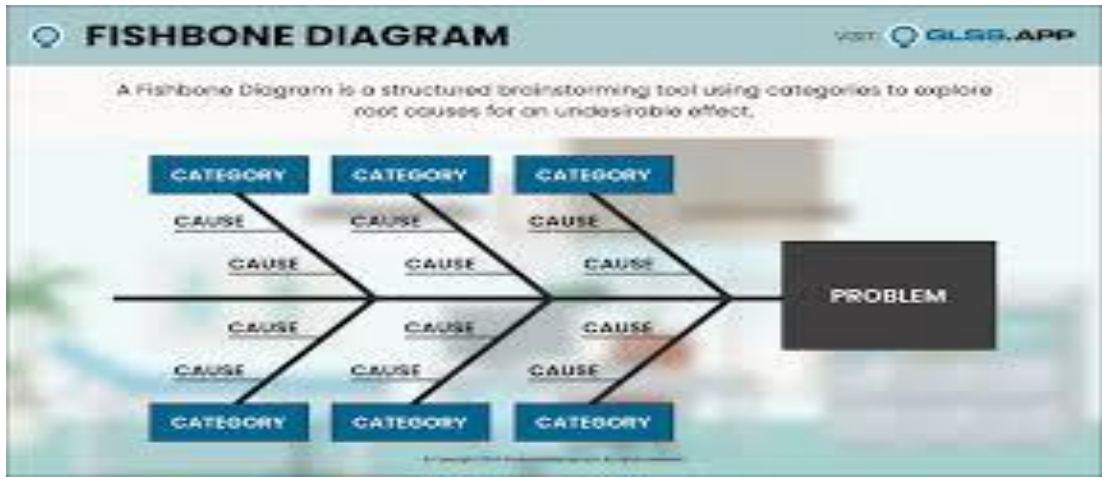 FISHBONE DIAGRAM
VISIT GLSS.APP
A Fishbone Diagram is a structured brainstorming tool using categories to explore
root causes for an undesirable effect.
CATEGORY CATEGORY CATEGORY
CAUSE CAUSE CAUSE
CAUSE CAUSE CAUSE
PROBLEM
CAUSE CAUSE CAUSE
CAUSE CAUSE CAUSE
CATEGORY CATEGORY CATEGORY